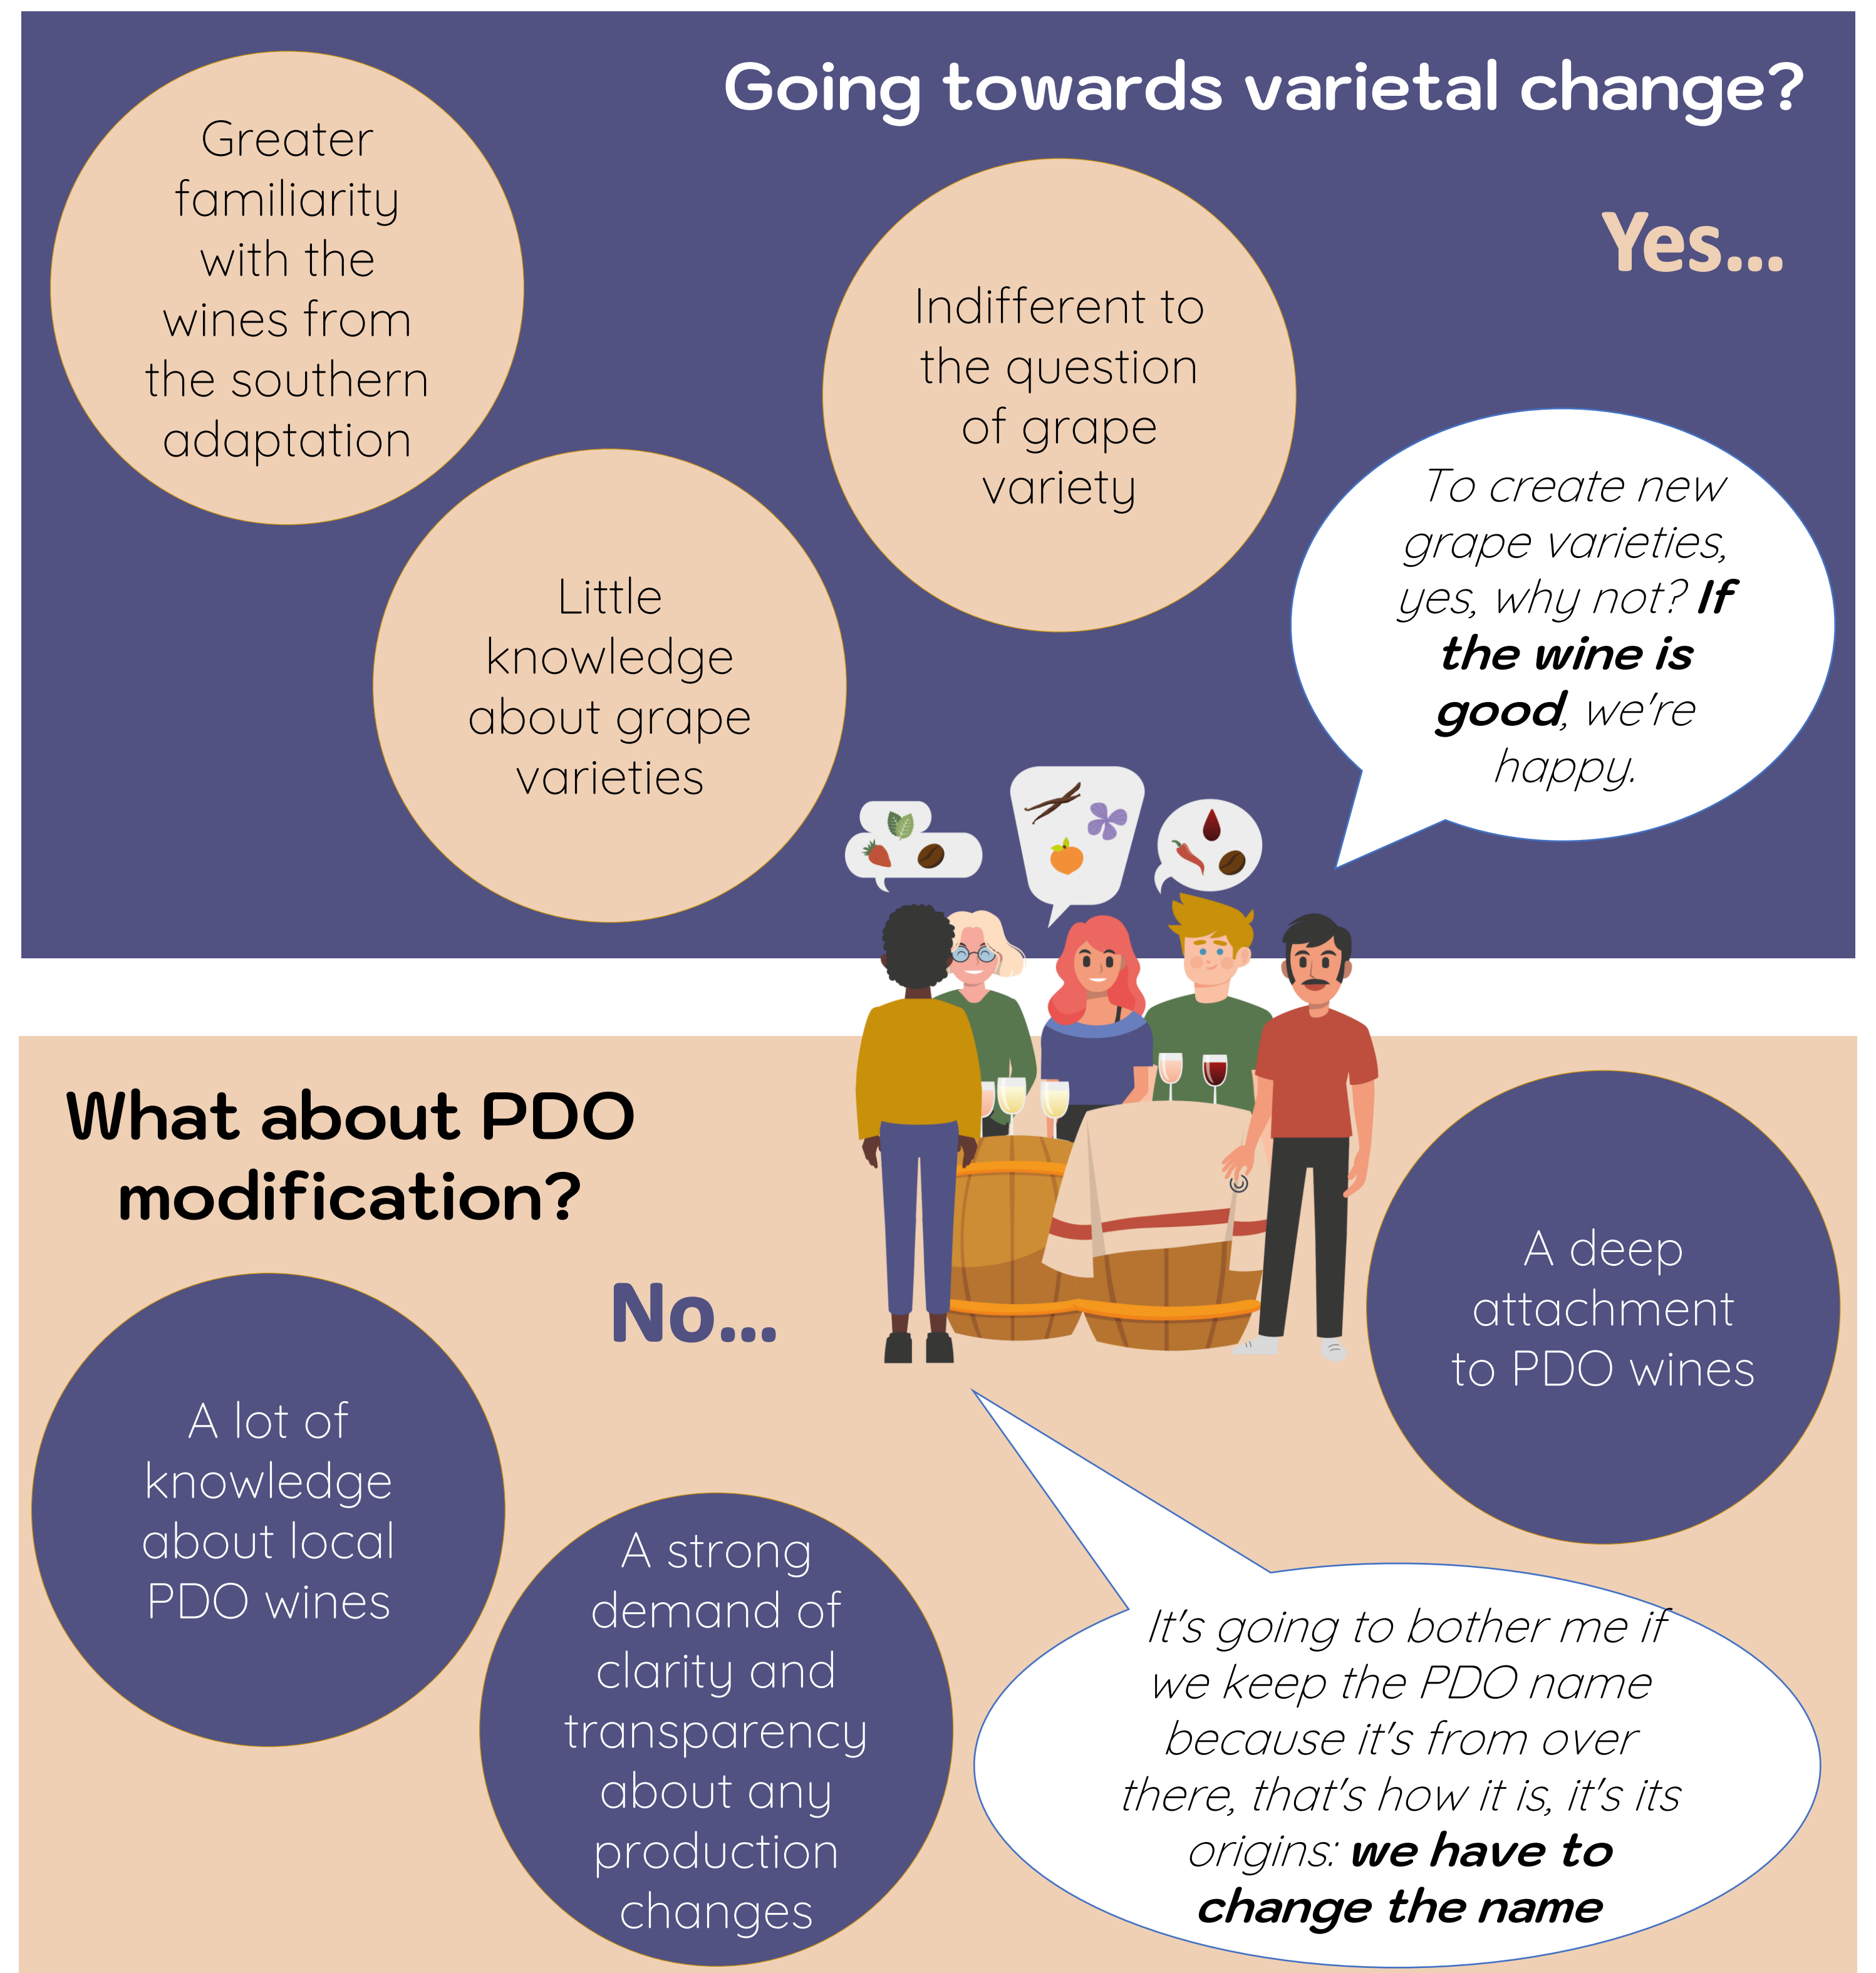 Going towards varietal change?
Yes...
Greater
familiarity
with the
wines from
the southern
adaptation
Indifferent to
the question
of grape
variety
Little
knowledge
about grape
varieties
To create new
grape varieties,
yes, why not? If
the wine is
good, we're
happy.
What about PDO
modification?
No...
A deep
attachment
to PDO wines
A lot of
knowledge
about local
PDO wines
A strong
demand of
clarity and
transparency
about any
production
changes
It's going to bother me if
we keep the PDO name
because it's from over
there, that's how it is, it's its
origins: we have to
change the name